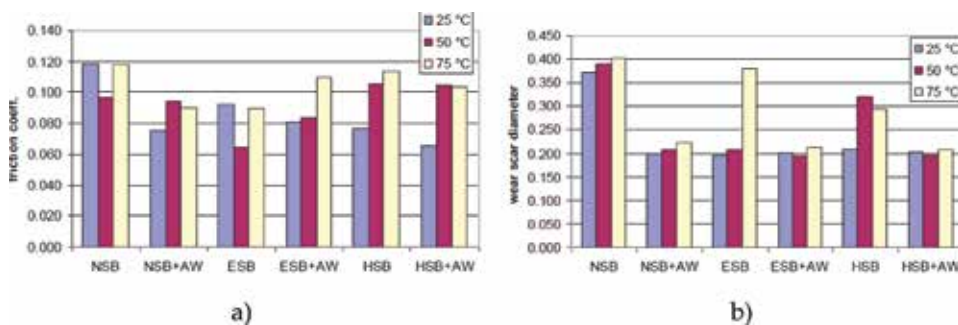 25 °C
50 °C
75 °C
0.120
0.100
0.080
0.060
0.040
0.020
0.000
friction coeff.
NSB NSB+AW ESB ESB+AW HSB HSB+AW
a)
25 °C
50 °C
75 °C
0.450
0.400
0.350
0.300
0.250
0.200
0.150
0.100
0.050
0.000
wear scar diameter
NSB NSB+AW ESB ESB+AW HSB HSB+AW
b)